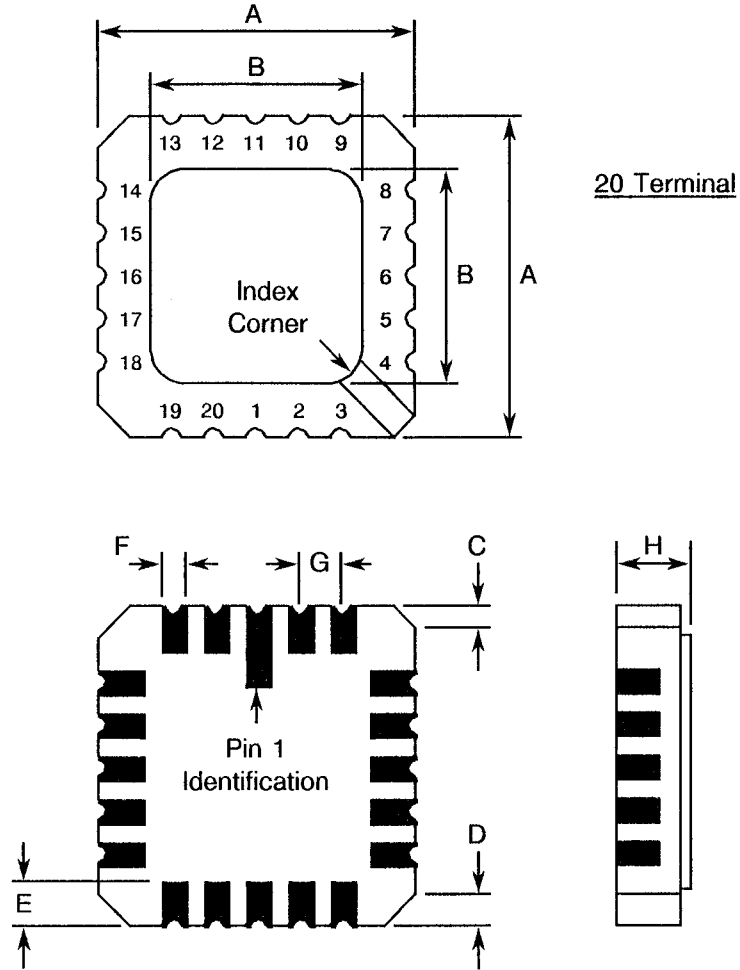 A
B
13 12 11 10 9
20 Terminal
14
8
15
7
16
6
B
A
Index
Corner
17
5
18
4
19 20 1 2 3
F
G
C
H
Pin 1
Identification
D
E